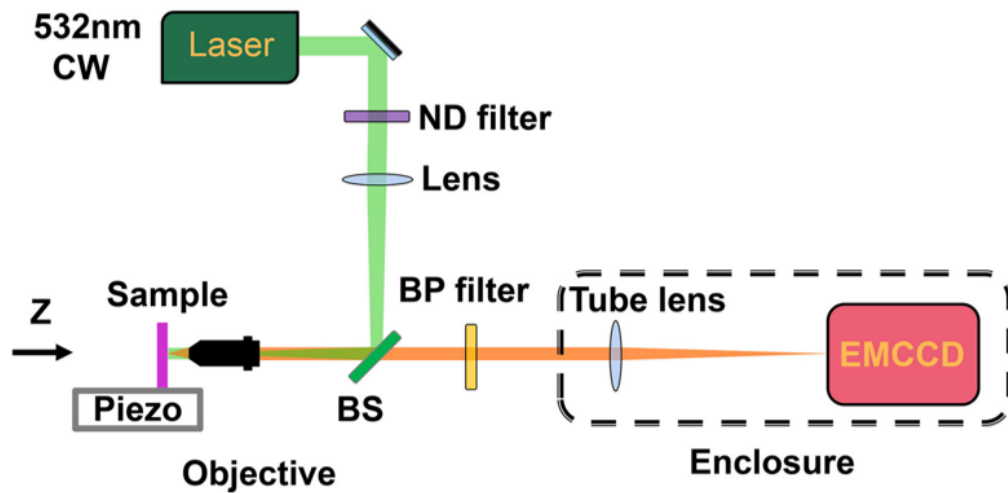 532nm
CW
Laser
ND filter
Lens
Sample
Z
BP filter
Tube lens
EMCCD
Piezo
BS
Objective
Enclosure